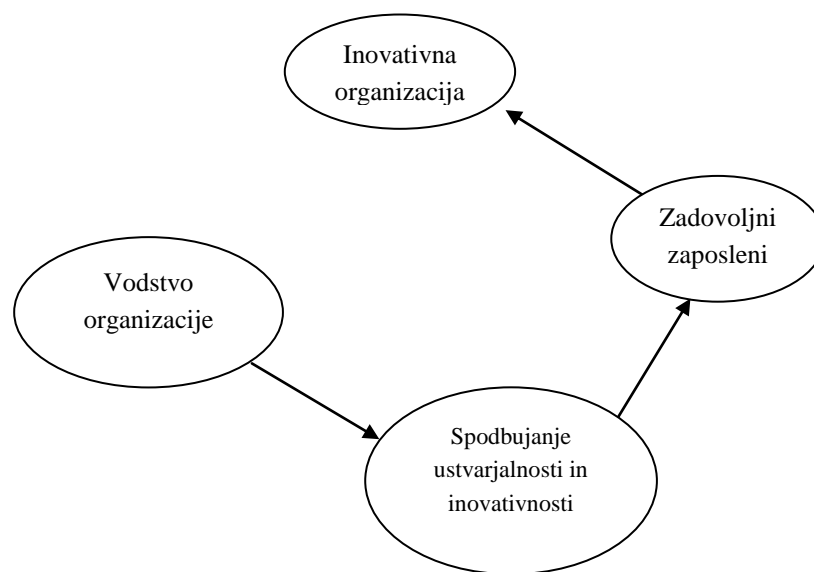 Inovativna
organizacija
Zadovoljni
zaposleni
Vodstvo
organizacije
Spodbujanje
ustvarjalnosti in
inovativnosti